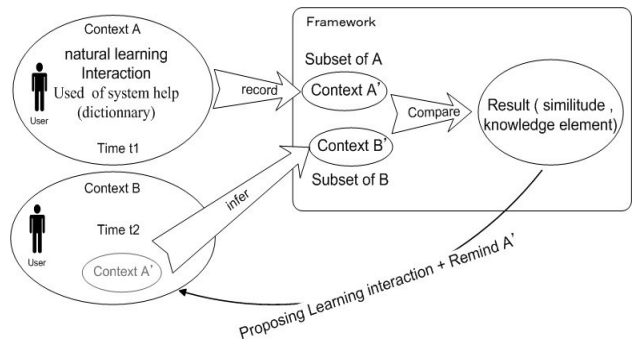 Context A
natural learning
Interaction
Used of system help
(dictionnary)
User
Time t1
record
Framework
Subset of A
Context A'
Compare
Result ( similitude ,
knowledge element)
Context B'
Subset of B
Context B
Time t2
User
Context A'
infer
Proposing Learning interaction + Remind A'